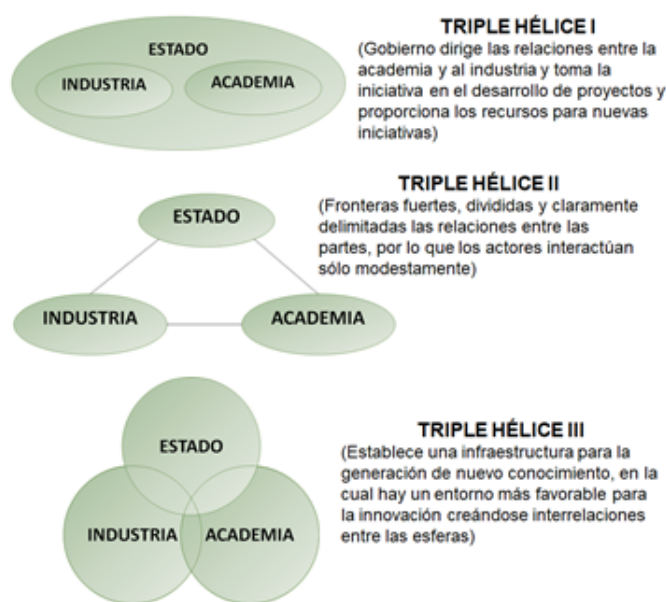 ESTADO
INDUSTRIA
ACADEMIA
TRIPLE HÉLICE I
(Gobierno dirige las relaciones entre la
academia y al industria y toma la
iniciativa en el desarrollo de proyectos y
proporciona los recursos para nuevas
iniciativas)
TRIPLE HÉLICE II
(Fronteras fuertes, divididas y claramente
delimitadas las relaciones entre las
partes, por lo que los actores interactúan
sólo modestamente)
ESTADO
INDUSTRIA
ACADEMIA
TRIPLE HÉLICE III
(Establece una infraestructura para la
generación de nuevo conocimiento, en la
cual hay un entorno más favorable para
la innovación creándose interrelaciones
entre las esferas)
ESTADO
INDUSTRIA
ACADEMIA